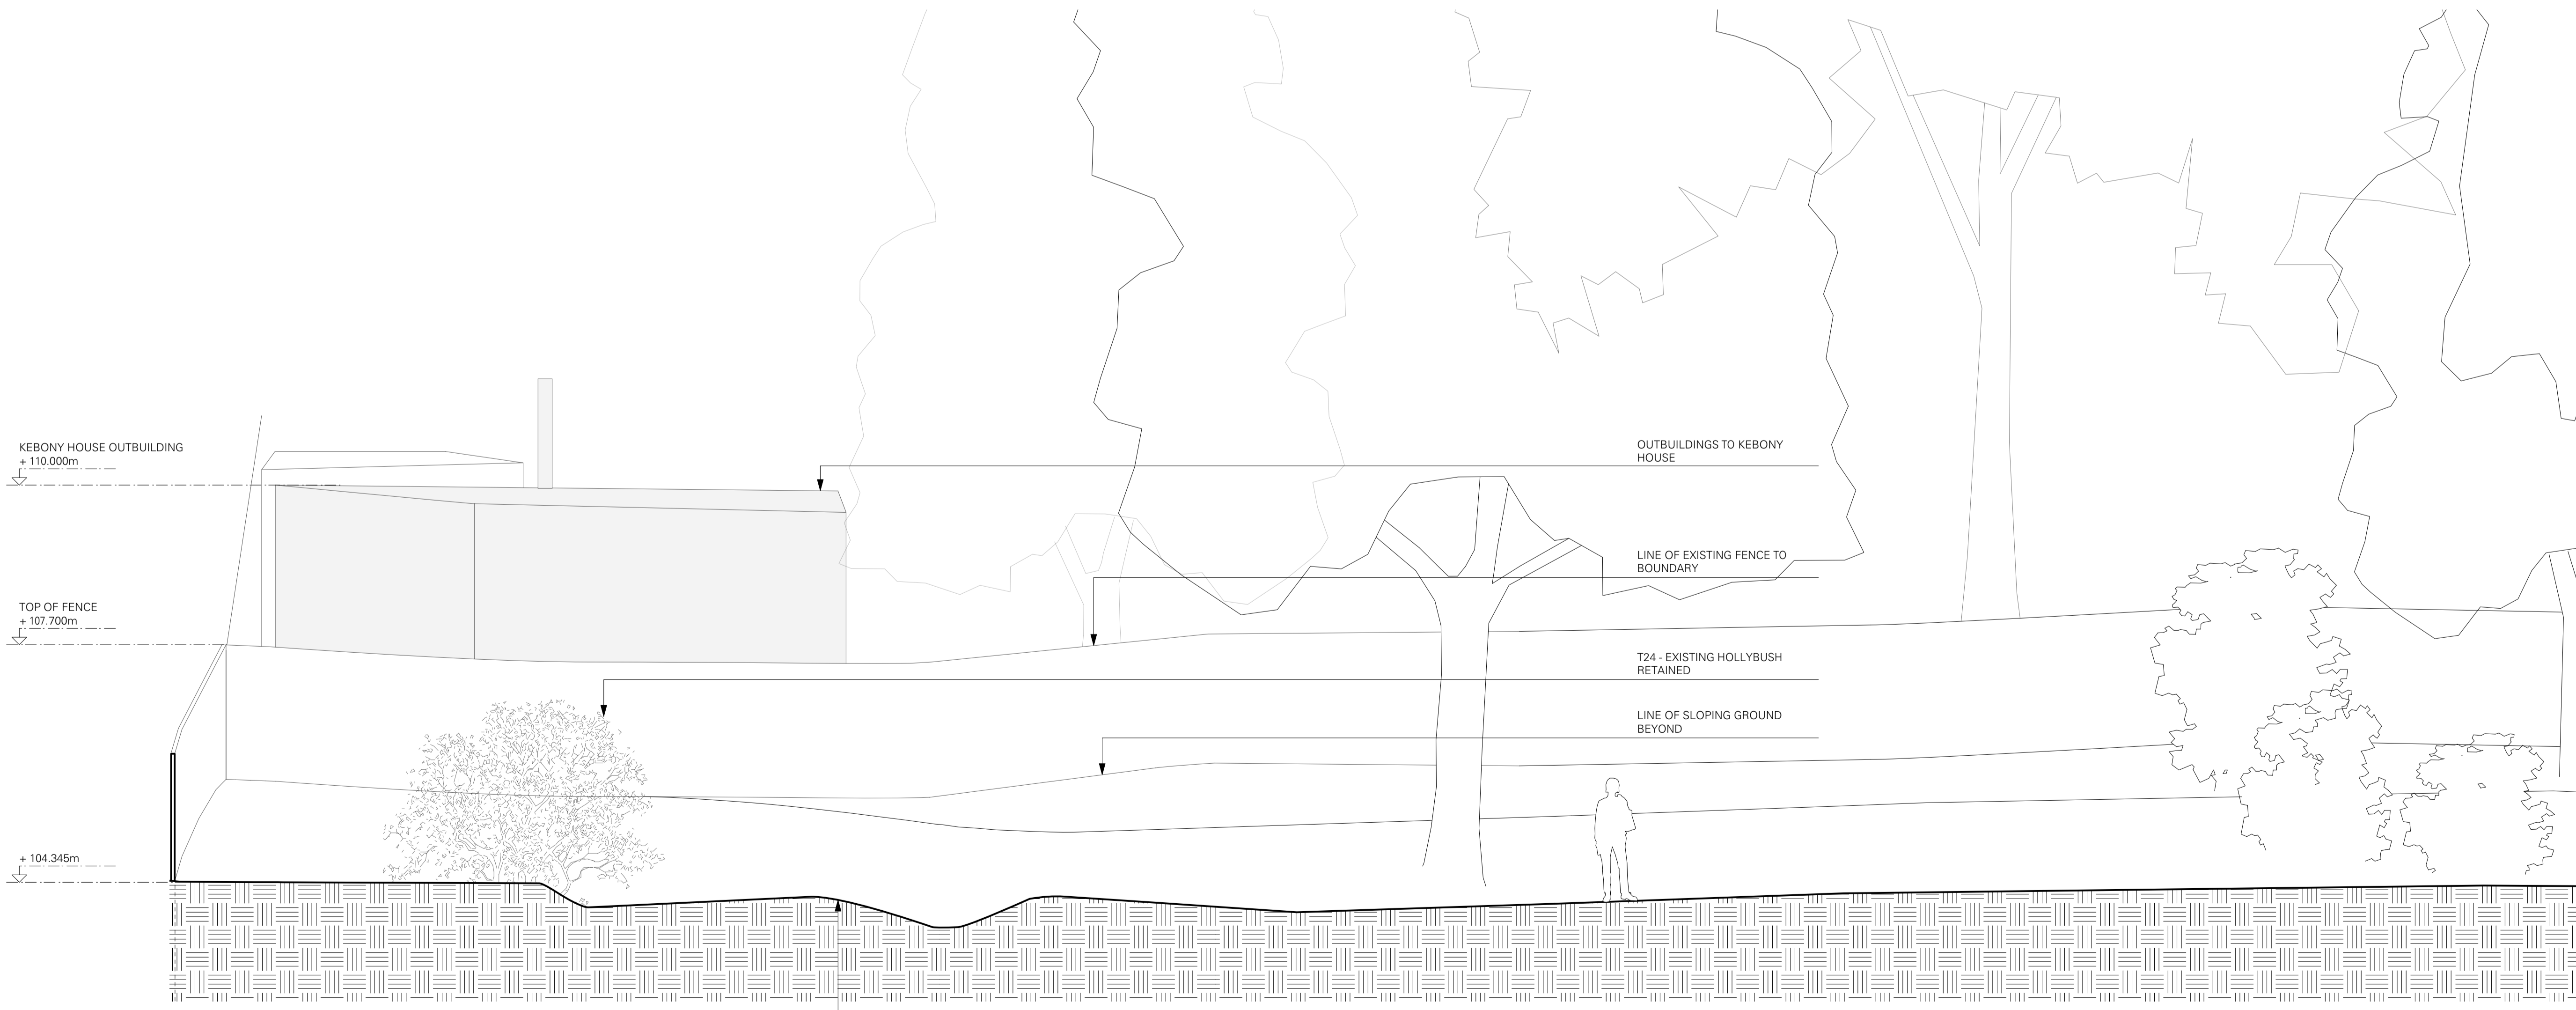 KEBONY HOUSE OUTBUILDING
+ 110.000m
TOP OF FENCE
+ 107.700m
+ 104.345m
OUTBUILDINGS TO KEBONY
HOUSE
LINE OF EXISTING FENCE TO
BOUNDARY
T24 - EXISTING HOLLYBUSH
RETAINED
LINE OF SLOPING GROUND
BEYOND